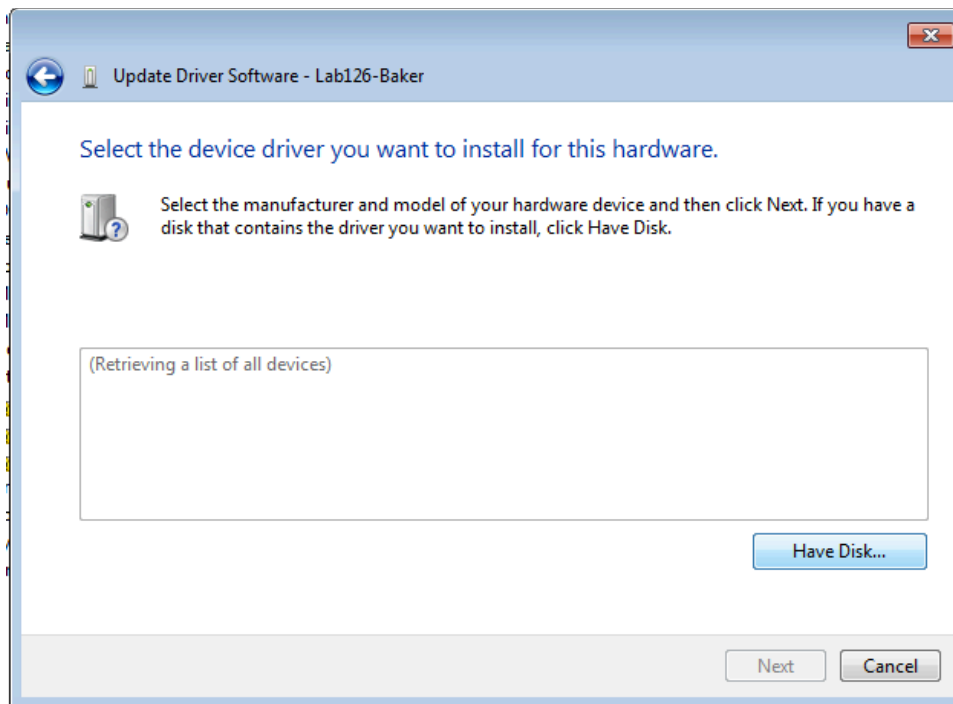 Update Driver Software - Lab126-Baker
Select the device driver you want to install for this hardware.
Select the manufacturer and model of your hardware device and then click Next. If you have a
disk that contains the driver you want to install, click Have Disk.
(Retrieving a list of all devices)
Have Disk...
Next
Cancel